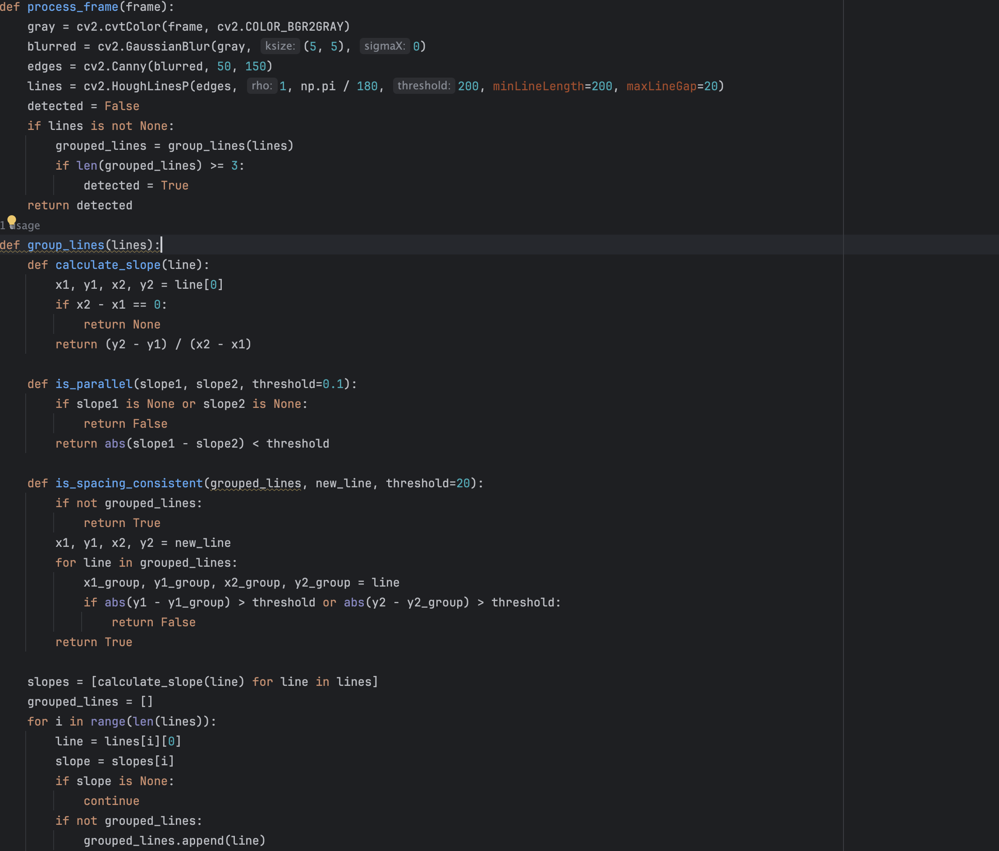 def process_frame(frame):
    gray = cv2.cvtColor(frame, cv2.COLOR_BGR2GRAY)
    blurred = cv2.GaussianBlur(gray, ksize: (5, 5), sigmaX: 0)
    edges = cv2.Canny(blurred, 50, 150)
    lines = cv2.HoughLinesP(edges, rho: 1, np.pi / 180, threshold: 200, minLineLength=200, maxLineGap=20)
    detected = False
    if lines is not None:
        grouped_lines = group_lines(lines)
        if len(grouped_lines) >= 3:
            detected = True
    return detected
1 usage
def group_lines(lines):
    def calculate_slope(line):
        x1, y1, x2, y2 = line[0]
        if x2 - x1 == 0:
            return None
        return (y2 - y1) / (x2 - x1)

    def is_parallel(slope1, slope2, threshold=0.1):
        if slope1 is None or slope2 is None:
            return False
        return abs(slope1 - slope2) < threshold

    def is_spacing_consistent(grouped_lines, new_line, threshold=20):
        if not grouped_lines:
            return True
        x1, y1, x2, y2 = new_line
        for line in grouped_lines:
            x1_group, y1_group, x2_group, y2_group = line
            if abs(y1 - y1_group) > threshold or abs(y2 - y2_group) > threshold:
                return False
        return True

    slopes = [calculate_slope(line) for line in lines]
    grouped_lines = []
    for i in range(len(lines)):
        line = lines[i][0]
        slope = slopes[i]
        if slope is None:
            continue
        if not grouped_lines:
            grouped_lines.append(line)